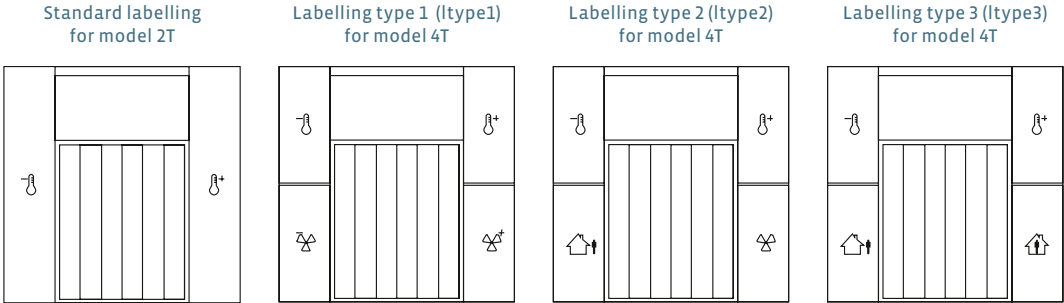 Standard labelling
for model 2T
Labelling type 1 (ltype1)
for model 4T
Labelling type 2 (ltype2)
for model 4T
Labelling type 3 (ltype3)
for model 4T